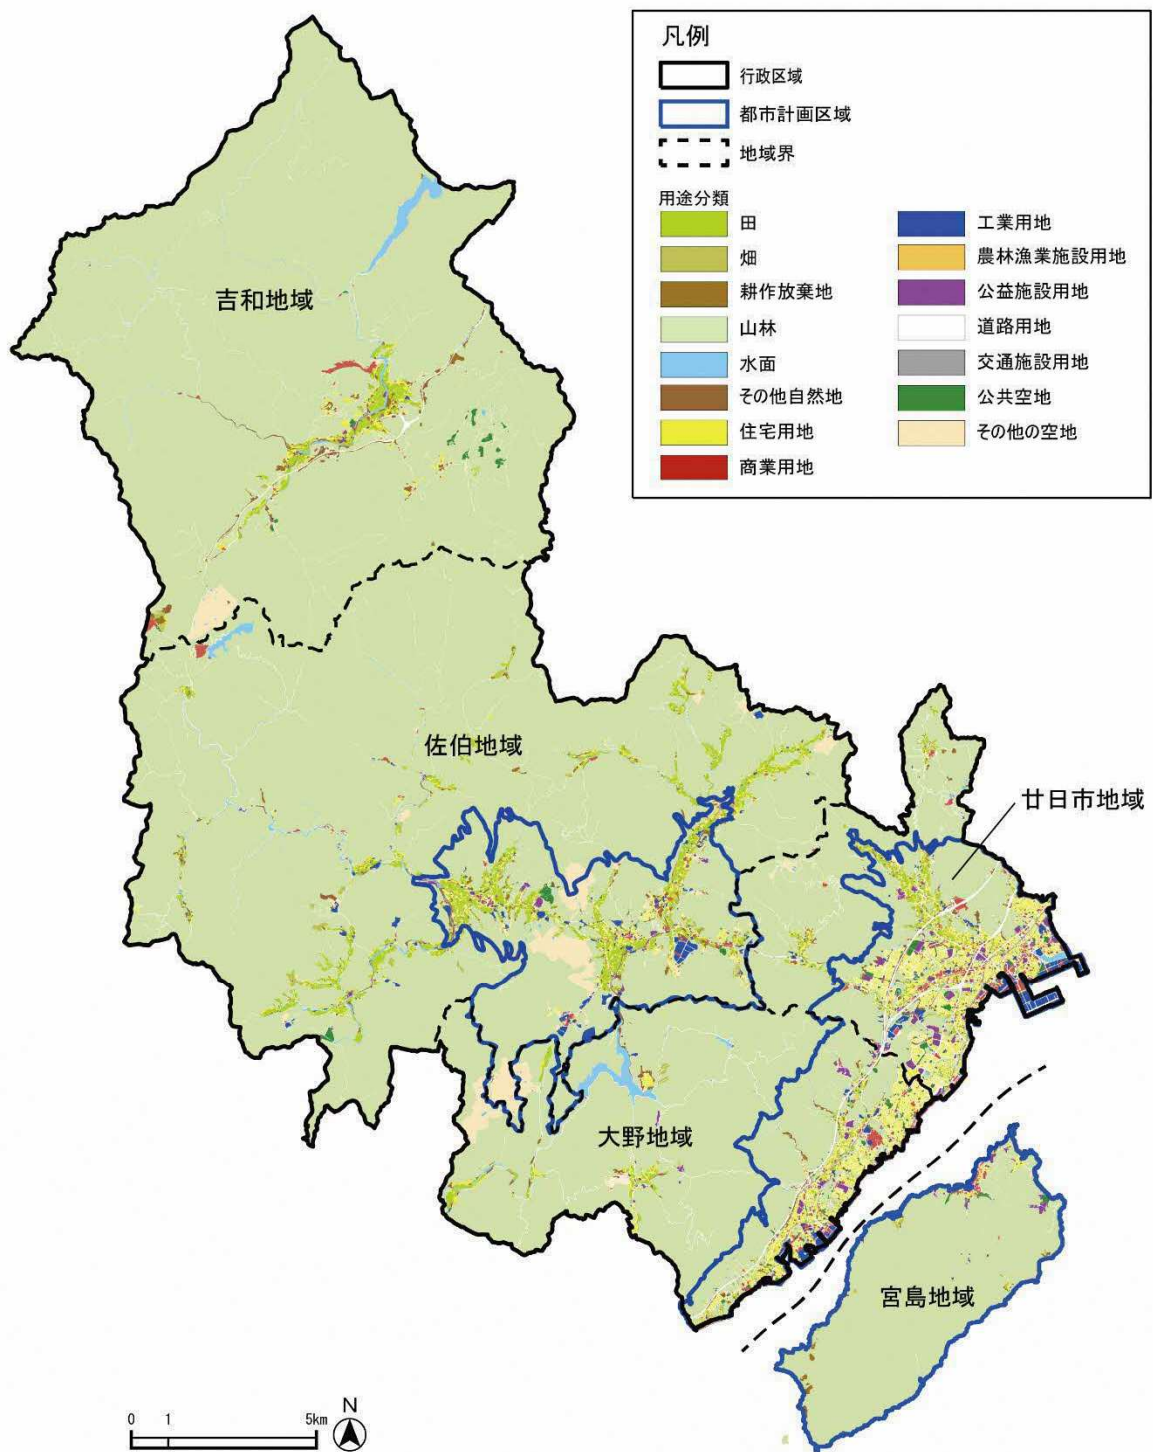 凡例
行政区域
都市計画区域
地域界
用途分類
田
畑
耕作放棄地
山林
水面
その他自然地
住宅用地
商業用地
工業用地
農林漁業施設用地
公益施設用地
道路用地
交通施設用地
公共空地
その他の空地
吉和地域
佐伯地域
廿日市地域
大野地域
宮島地域
0 1 5km
N